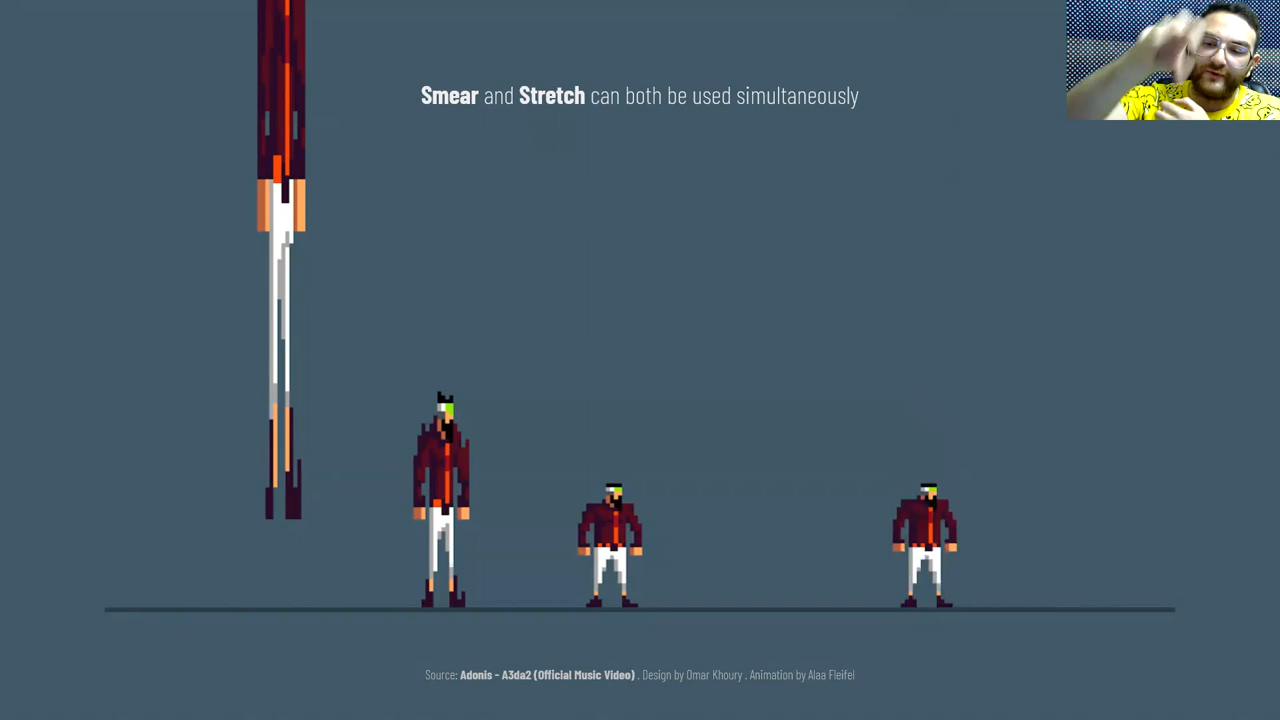 Smear and Stretch can both be used simultaneously
Source: Adonis - A3da2 (Official Music Video) . Design by Omar Khoury . Animation by Alaa Fleifel